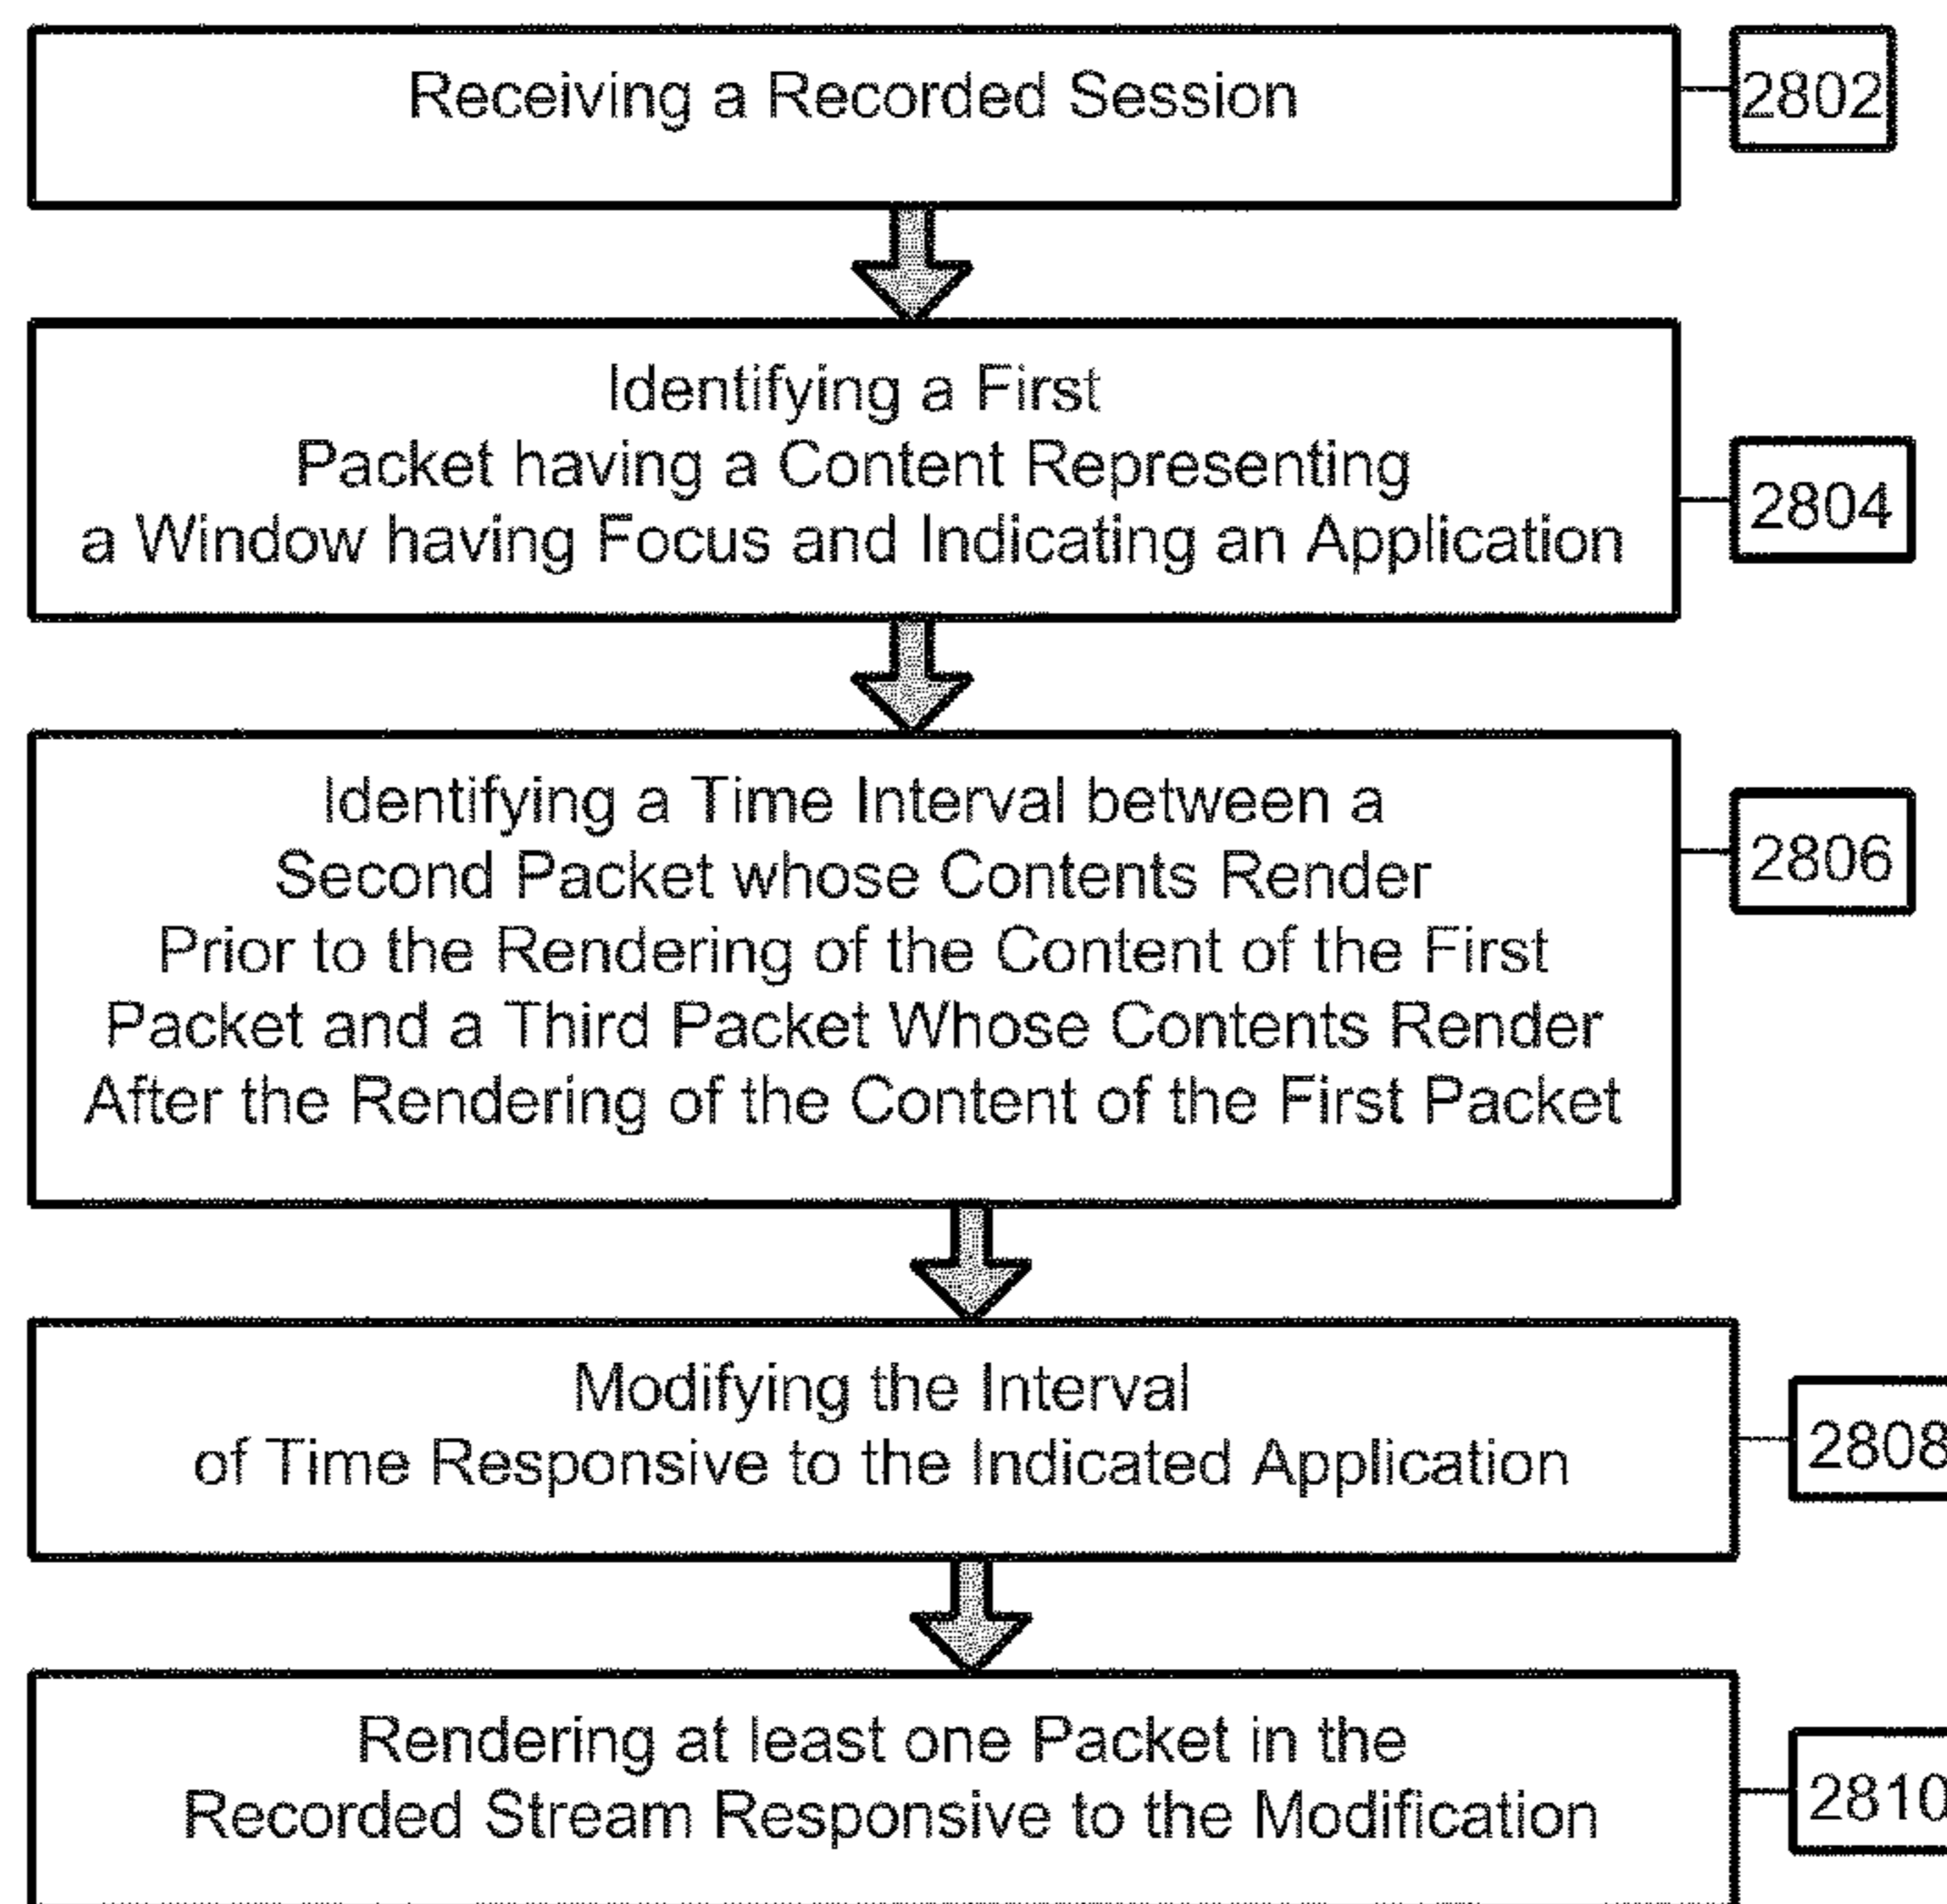 Receiving a Recorded Session
2802
Identifying a First
Packet having a Content Representing
a Window having Focus and Indicating an Application
2804
Identifying a Time Interval between a
Second Packet whose Contents Render
Prior to the Rendering of the Content of the First
Packet and a Third Packet Whose Contents Render
After the Rendering of the Content of the First Packet
2806
Modifying the Interval
of Time Responsive to the Indicated Application
2808
Rendering at least one Packet in the
Recorded Stream Responsive to the Modification
2810